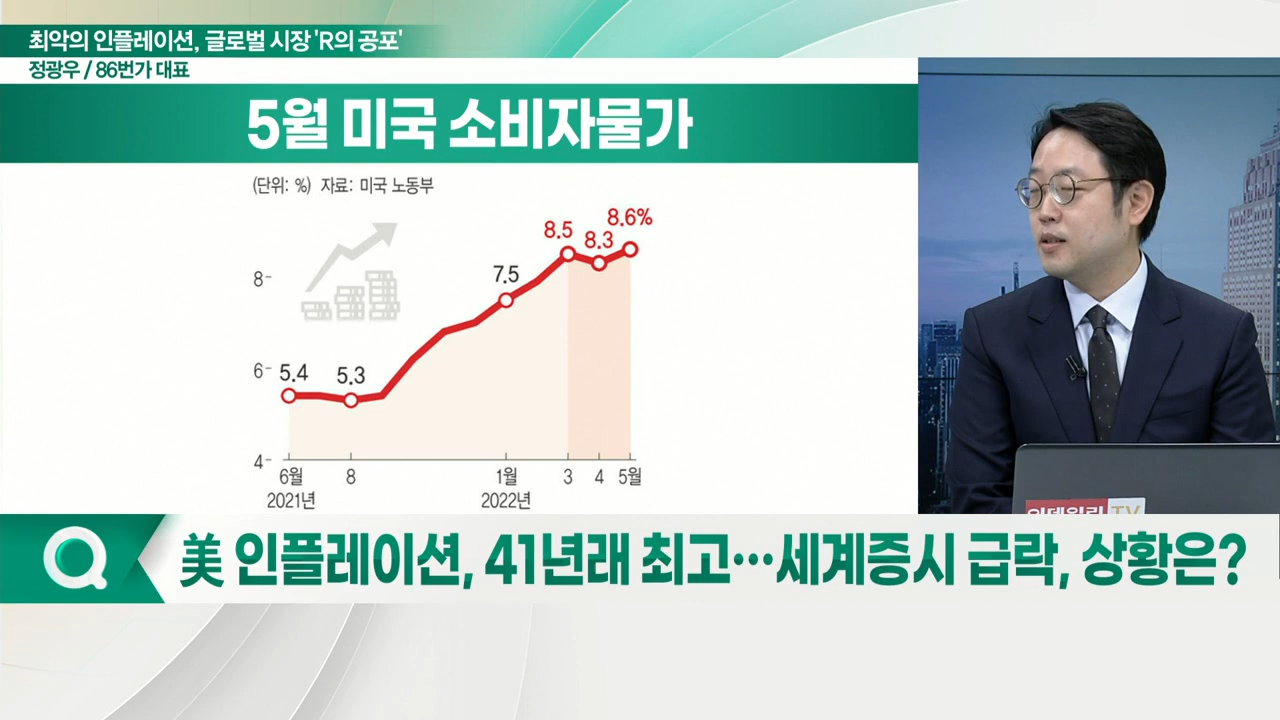 최악의 인플레이션, 글로벌 시장 'R의 공포'
정광우 / 86번가 대표
5월 미국 소비자물가
(단위: %) 자료: 미국 노동부
8.6%
8.5
8.3
8
7.5
6
5.4
5.3
4
6월 8 1월 3 4 5월
2021년 2022년
이데일리 TV
Q 美 인플레이션, 41년래 최고…세계증시 급락, 상황은?